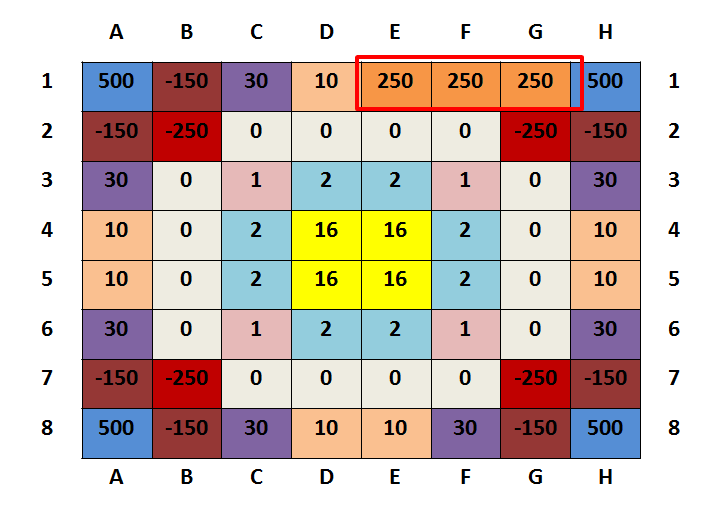 A B C D E F G H
1 500 -150 30 10 250 250 250 500 1
2 -150 -250 0 0 0 0 -250 -150 2
3 30 0 1 2 2 1 0 30 3
4 10 0 2 16 16 2 0 10 4
5 10 0 2 16 16 2 0 10 5
6 30 0 1 2 2 1 0 30 6
7 -150 -250 0 0 0 0 -250 -150 7
8 500 -150 30 10 10 30 -150 500 8
A B C D E F G H